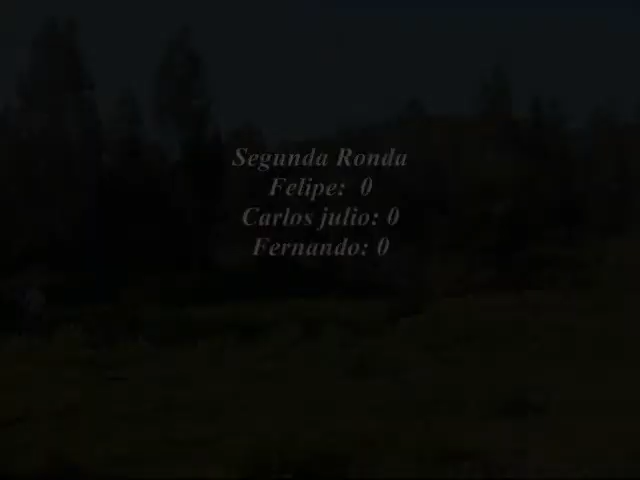 Segunda Ronda
Felipe:  0
Carlos julio: 0
Fernando: 0